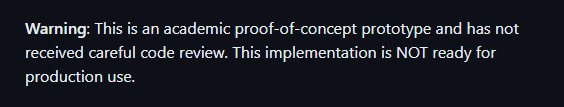 Warning: This is an academic proof-of-concept prototype and has not
received careful code review. This implementation is NOT ready for
production use.